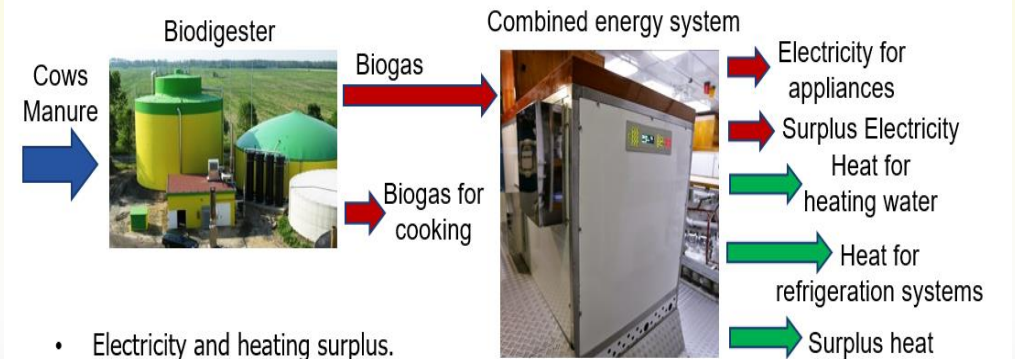 Biodigester
Combined energy system
Cows
Manure
Biogas
Biogas for
cooking
Electricity for
appliances
Surplus Electricity
Heat for
heating water
Heat for
refrigeration systems
Surplus heat
• Electricity and heating surplus.